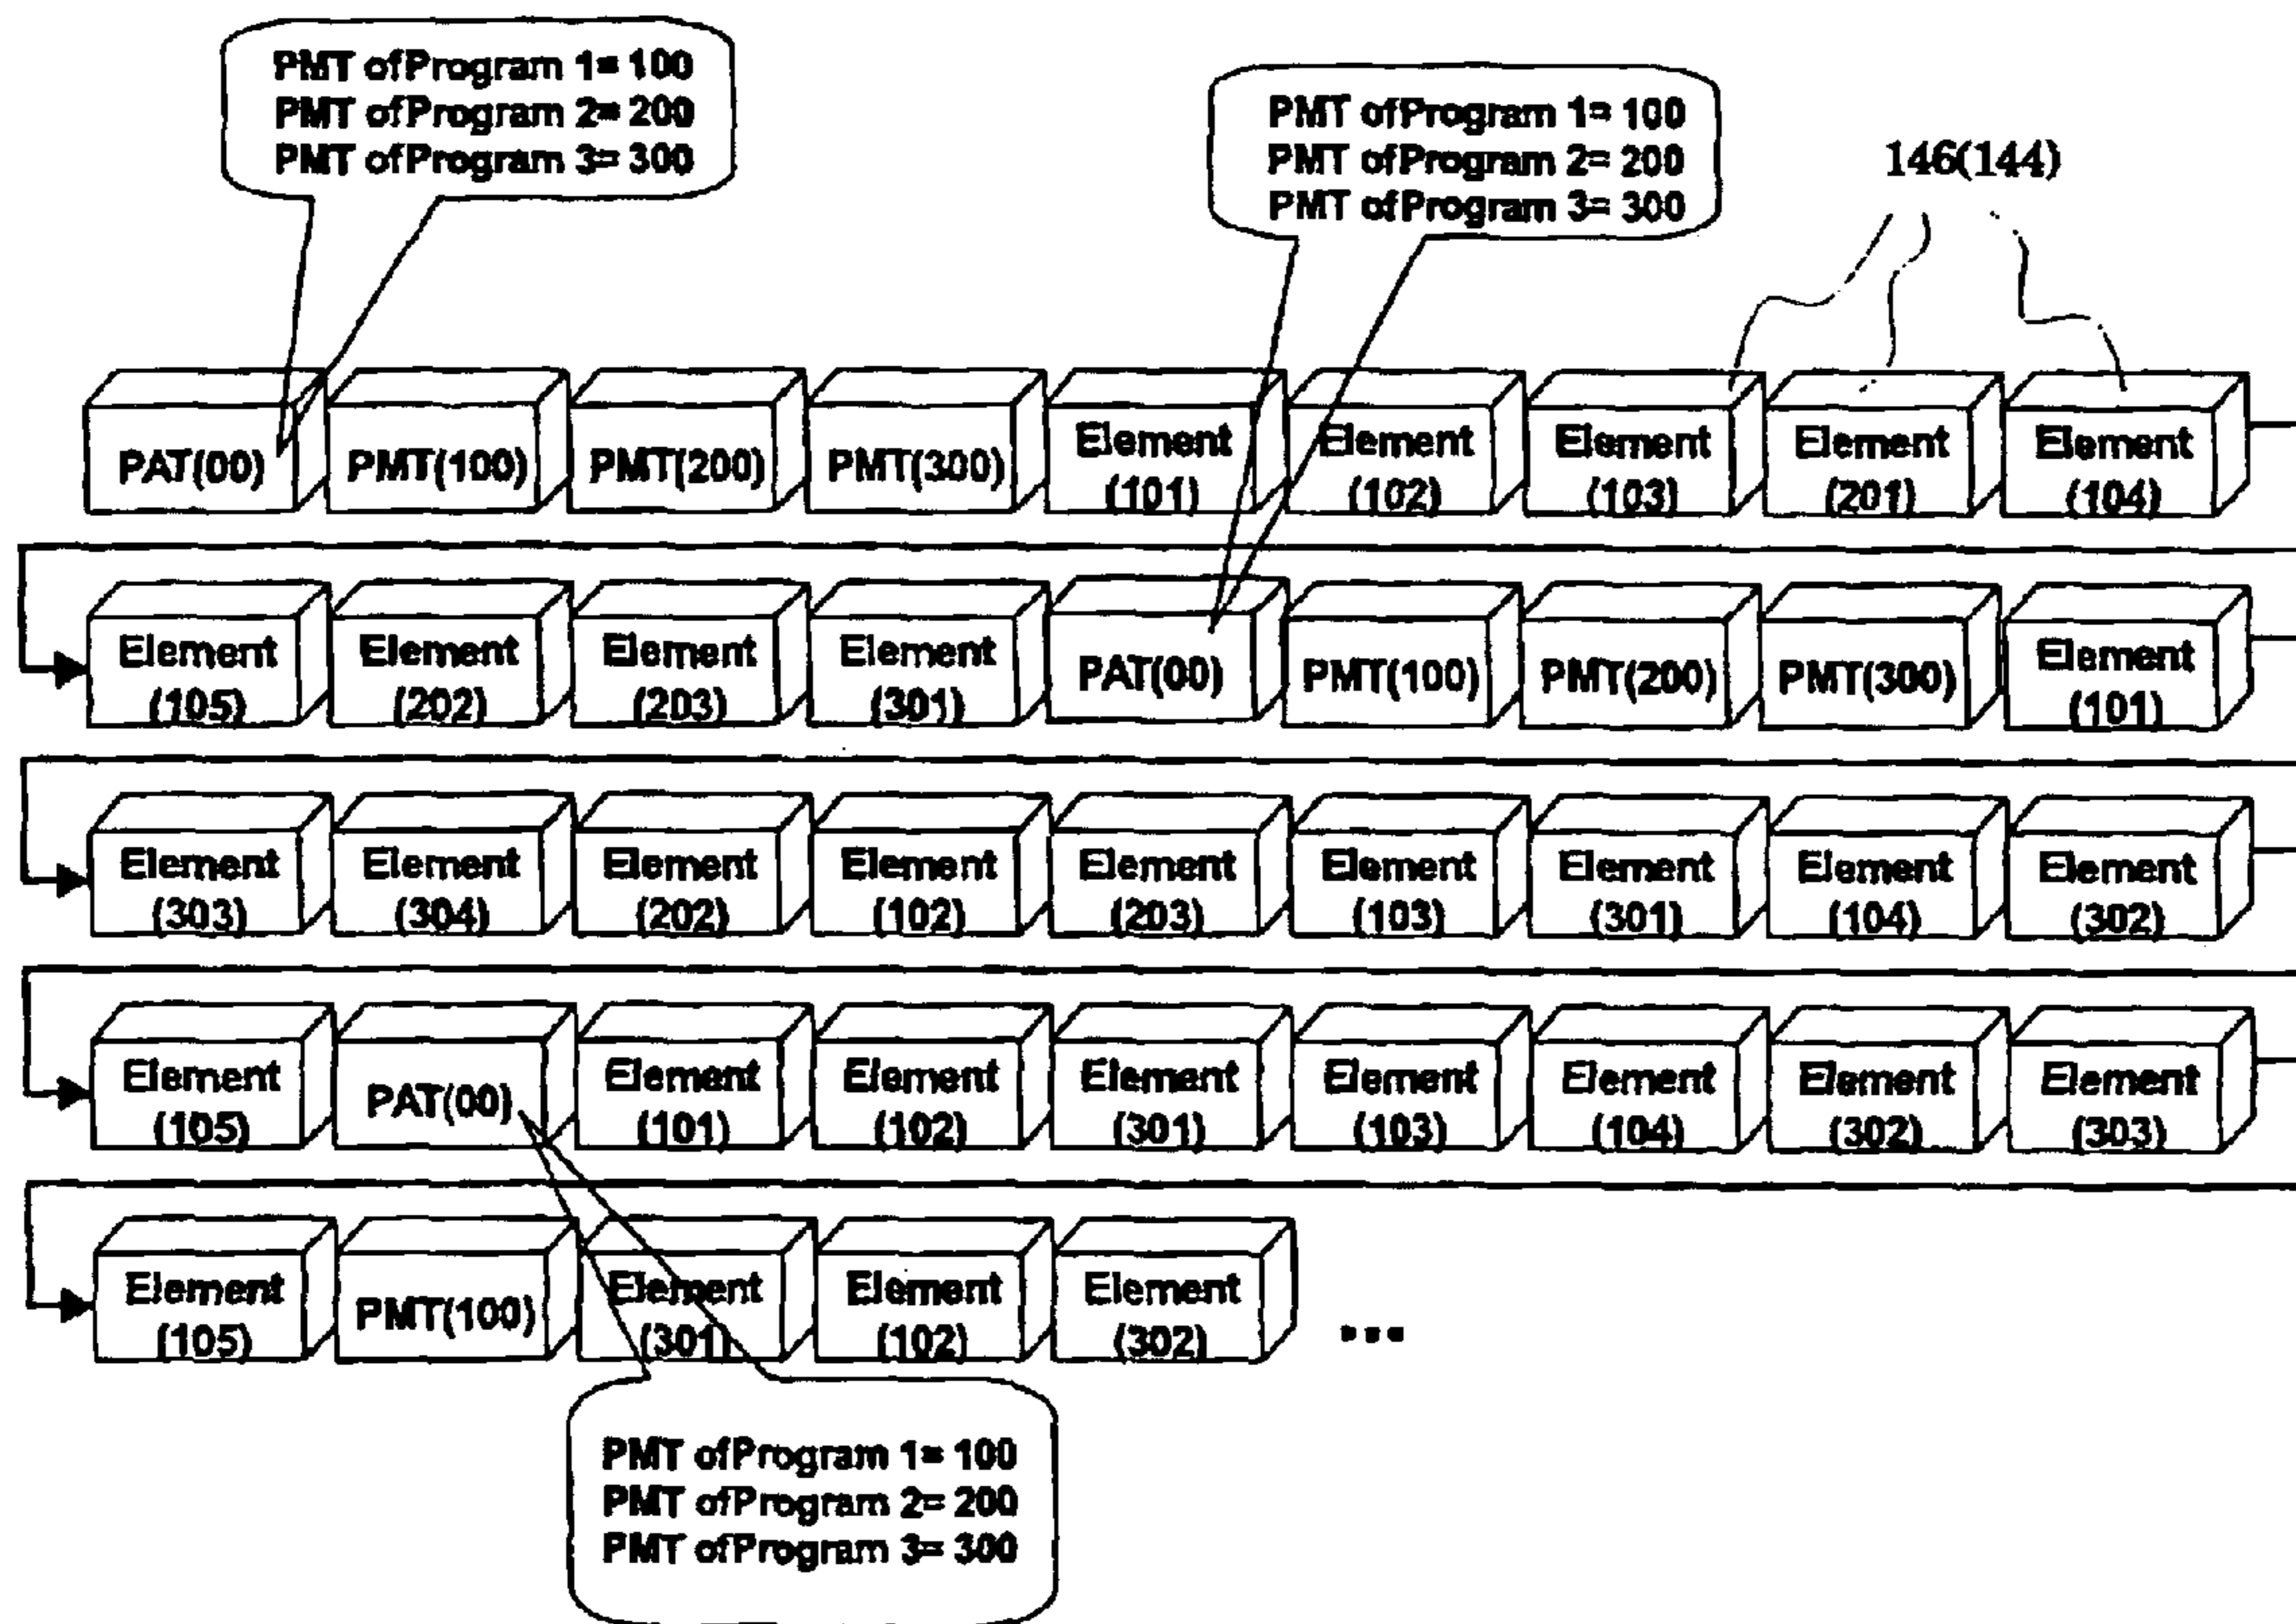 PMT ofProgram 1= 100
PMT ofProgram 2= 200
PMT ofProgram 3= 300
PMT ofProgram 1= 100
PMT ofProgram 2= 200
PMT ofProgram 3= 300
146(144)
PAT(00)
PMT(100)
PMT(200)
PMT(300)
Element
(101)
Element
(102)
Element
(103)
Element
(201)
Element
(104)
Element
(105)
Element
(202)
Element
(203)
Element
(301)
PAT(00)
PMT(100)
PMT(200)
PMT(300)
Element
(101)
Element
(303)
Element
(304)
Element
(202)
Element
(102)
Element
(203)
Element
(103)
Element
(301)
Element
(104)
Element
(302)
Element
(105)
PAT(00)
Element
(101)
Element
(102)
Element
(301)
Element
(103)
Element
(104)
Element
(302)
Element
(303)
Element
(105)
PMT(100)
Element
(301)
Element
(102)
Element
(302)
...
PMT ofProgram 1= 100
PMT ofProgram 2= 200
PMT ofProgram 3= 300